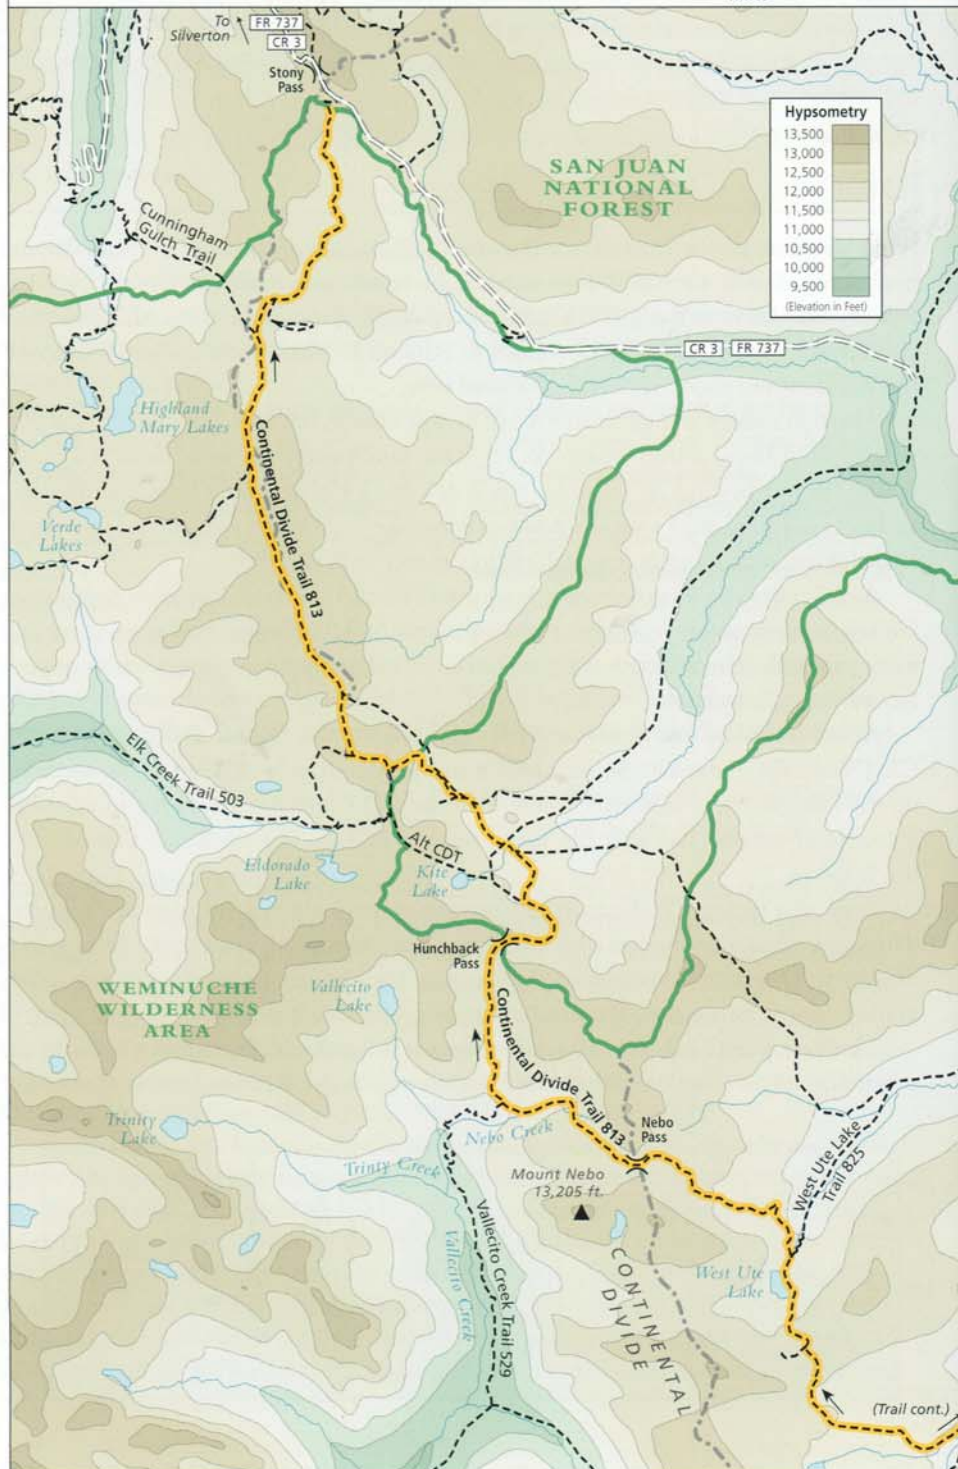 To
Silverton
FR 737
CR 3
Stony
Pass
Hypsometry
13,500
13,000
12,500
12,000
11,500
11,000
10,500
10,000
9,500
(Elevation in Feet)
SAN JUAN
NATIONAL
FOREST
Cunningham
Gulch Trail
CR 3
FR 737
Highland
Mary Lakes
Continental Divide Trail 813
Verde
Lakes
Elk Creek Trail 503
Alt CDT
Eldorado
Lake
Kite
Lake
Hunchback
Pass
WEMINUCHE
WILDERNESS
AREA
Vallecito
Lake
Continental Divide Trail 813
Trinity
Lake
Nebo Creek
Nebo
Pass
Trinty Creek
Mount Nebo
13,205 ft.
West Ute Lake
Trail 825
Vallecito Creek
Vallecito Creek Trail 529
CONTINENTAL
DIVIDE
West Ute
Lake
(Trail cont.)